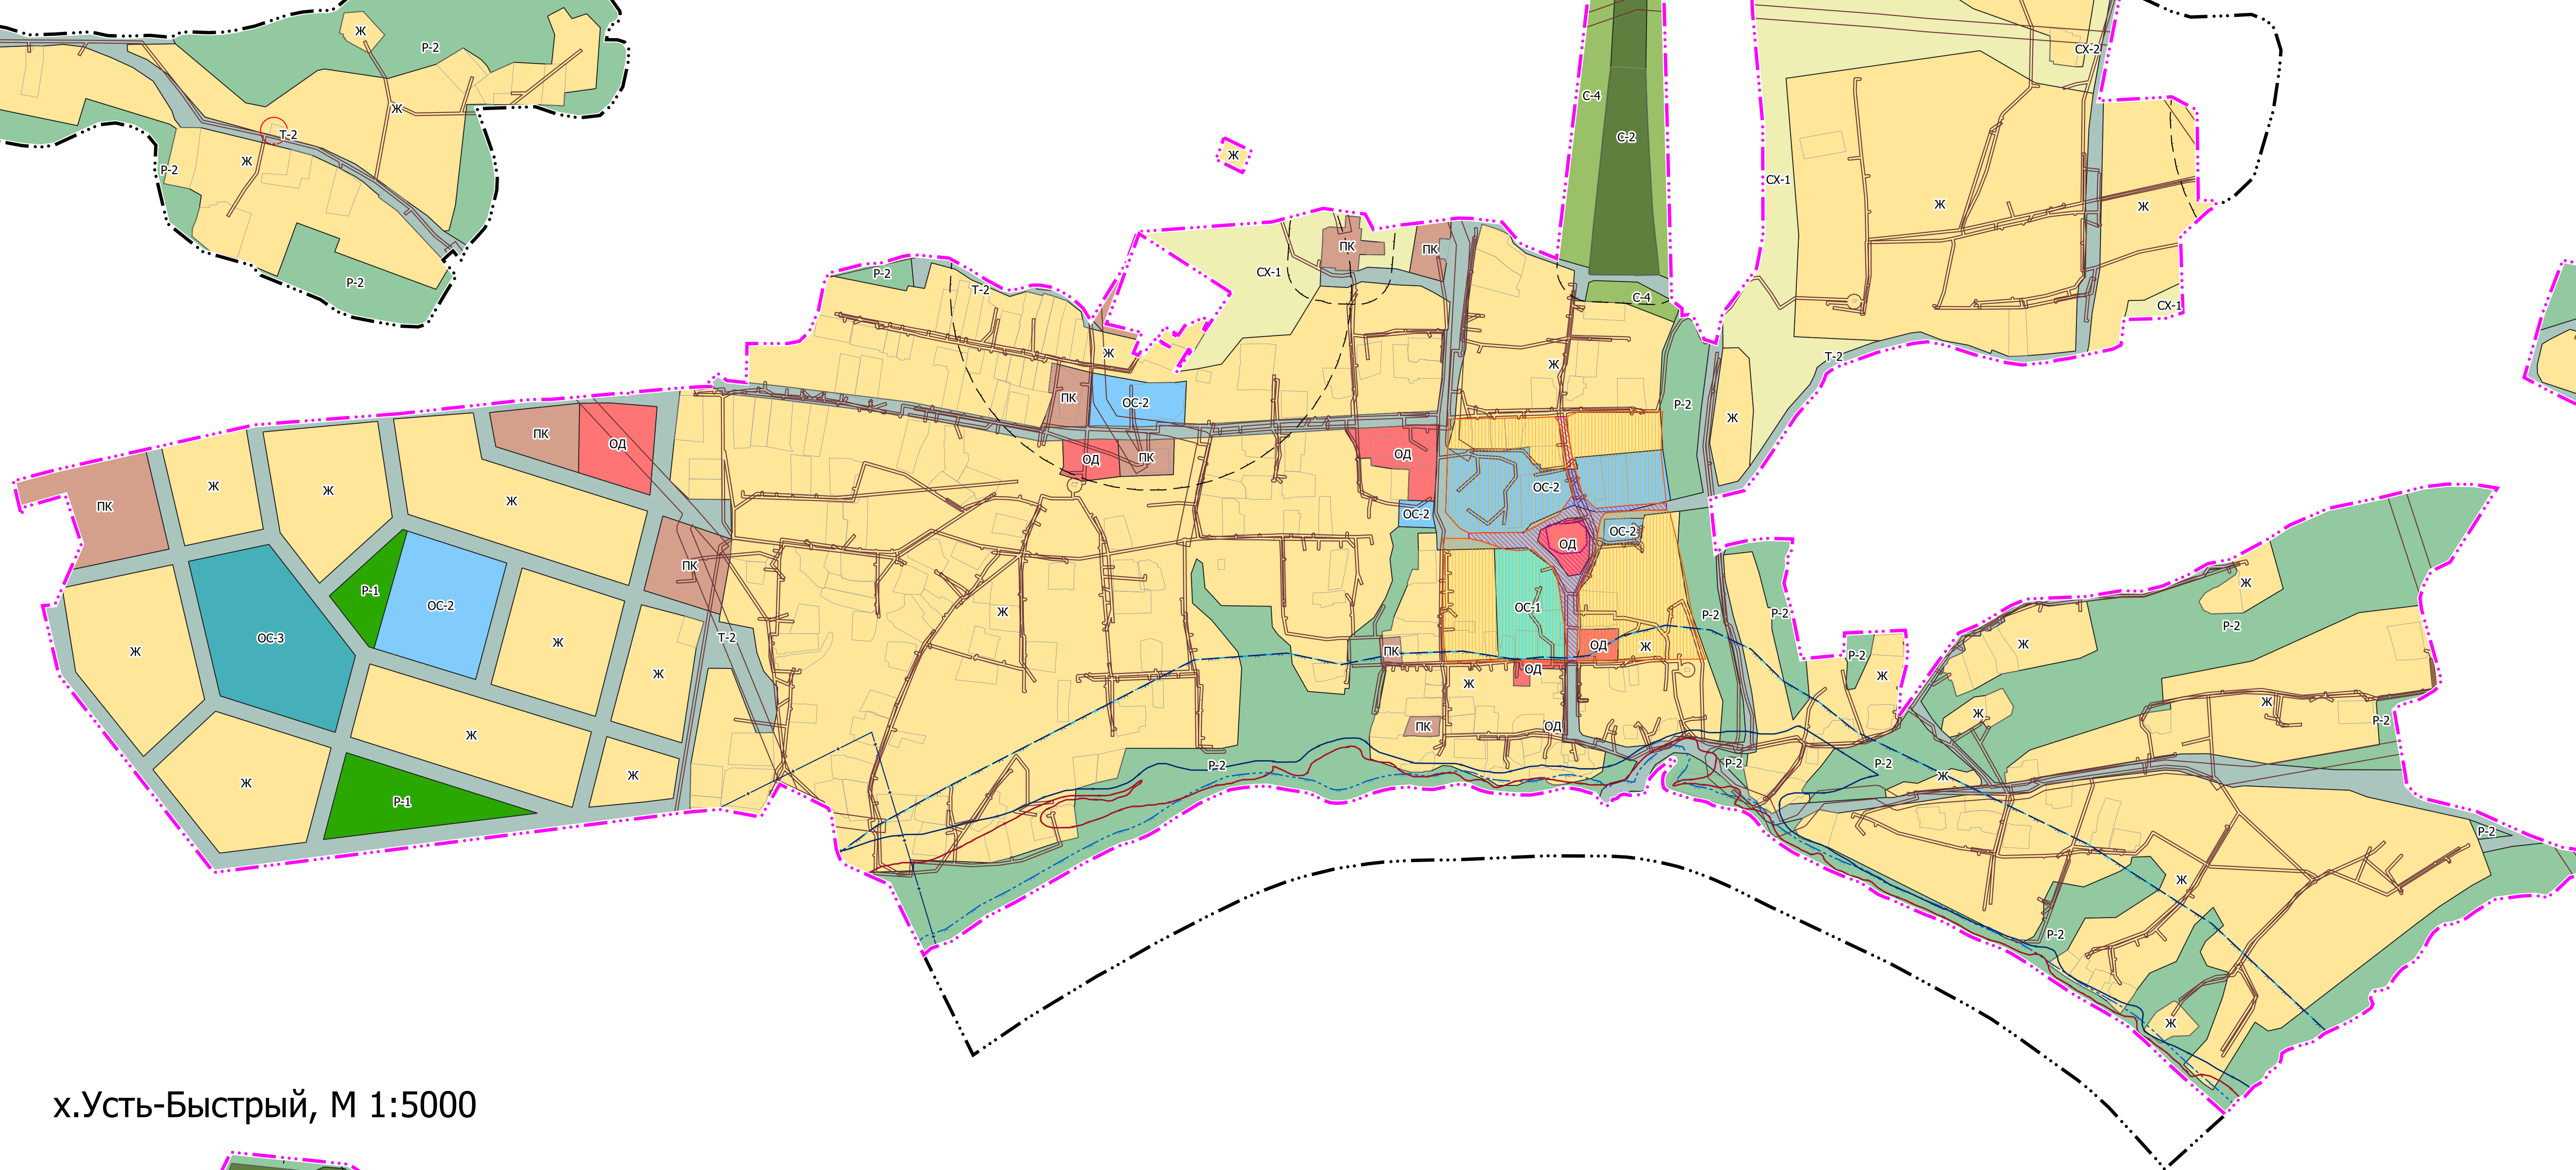 Ж
Р-2
СХ-2
С-4
Ж
Т-2
С-2
Ж
Ж
Р-2
СХ-1
Ж
Ж
ПК
ПК
Р-2
СХ-1
Р-2
Т-2
С-4
СХ-1
Ж
Ж
Т-2
ПК
ОС-2
Р-2
Ж
ПК
ОД
ОД
ПК
ОД
Ж
Ж
Ж
ОС-2
ПК
ОС-2
ОС-2
ОД
ПК
Р-1
ОС-2
Ж
ОС-1
Р-2
Р-2
Р-2
ОС-3
Т-2
Ж
Ж
Ж
ПК
ОД
Ж
Ж
Р-2
Ж
Ж
ОД
Ж
Ж
Ж
Ж
ПК
ОД
Р-2
Ж
Р-2
Р-2
Р-2
Ж
Ж
Ж
Р-1
Р-2
Ж
Р-2
Ж
х.Усть-Быстрый, М 1:5000